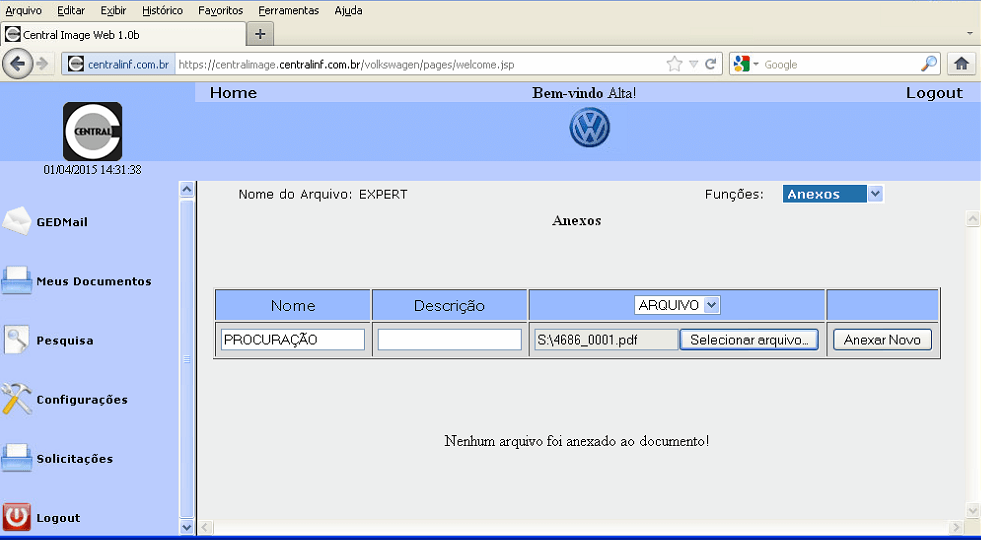 Arquivo Editar Exibir Histórico Favoritos Ferramentas Ajuda
Central Image Web 1.0b +
centralinf.com.br https://centralimage.centralinf.com.br/volkswagen/pages/welcome.jsp Google
Home Bem-vindo Alta! Logout
CENTRAL
01/04/2015 14:31:38
Nome do Arquivo: EXPERT Funções: Anexos
Anexos
GEDMail
Meus Documentos
Pesquisa
Configurações
Solicitações
Logout
Nome Descrição ARQUIVO
PROCURAÇÃO S:\4686_0001.pdf Selecionar arquivo... Anexar Novo
Nenhum arquivo foi anexado ao documento!